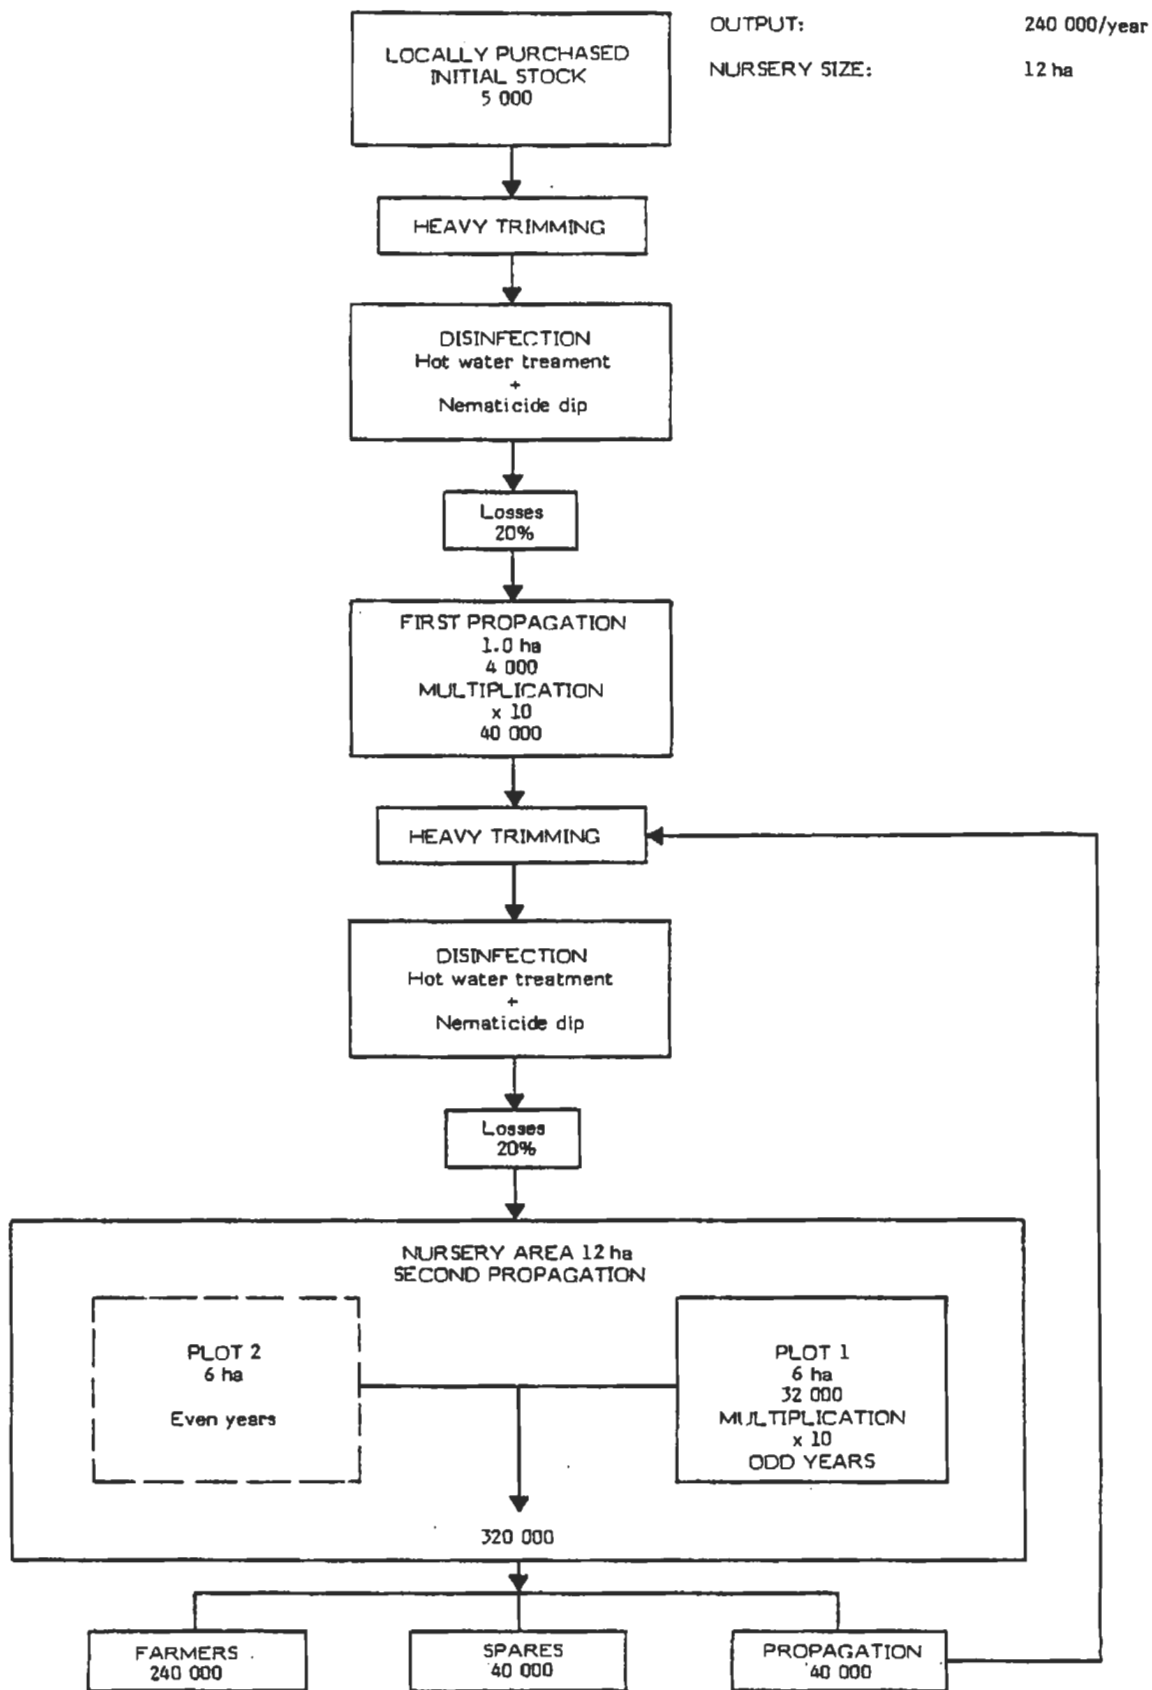 LOCALLY PURCHASED
INITIAL STOCK
5 000
OUTPUT: 240 000/year
NURSERY SIZE: 12 ha
HEAVY TRIMMING
DISINFECTION
Hot water treament
+
Nematicide dip
Losses
20%
FIRST PROPAGATION
1.0 ha
4 000
MULTIPLICATION
x 10
40 000
HEAVY TRIMMING
DISINFECTION
Hot water treatment
+
Nematicide dip
Losses
20%
NURSERY AREA 12 ha
SECOND PROPAGATION
PLOT 2
6 ha
Even years
PLOT 1
6 ha
32 000
MULTIPLICATION
x 10
ODD YEARS
320 000
FARMERS
240 000
SPARES
40 000
PROPAGATION
40 000